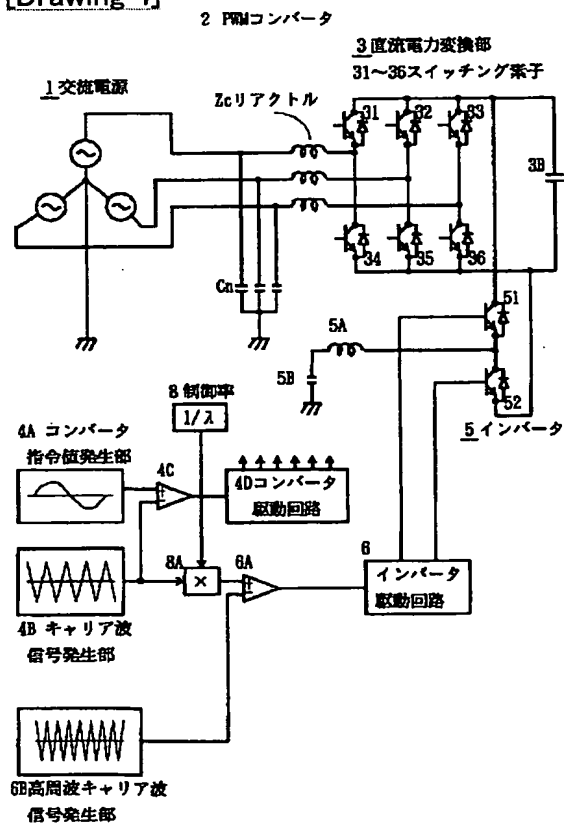 [Drawing 4]
2 PWMコンバータ
3 直流電力変換部
31～36スイッチング素子
1 交流電源
Zcリアクトル
31
32
33
3B
34
35
36
Cn
51
5A
5B
52
5 インバータ
8 制御率
1/λ
4A コンバータ
指令値発生部
4C
4Dコンバータ
駆動回路
8A
×
6A
6
インバータ
駆動回路
4B キャリア波
信号発生部
6B高周波キャリア波
信号発生部